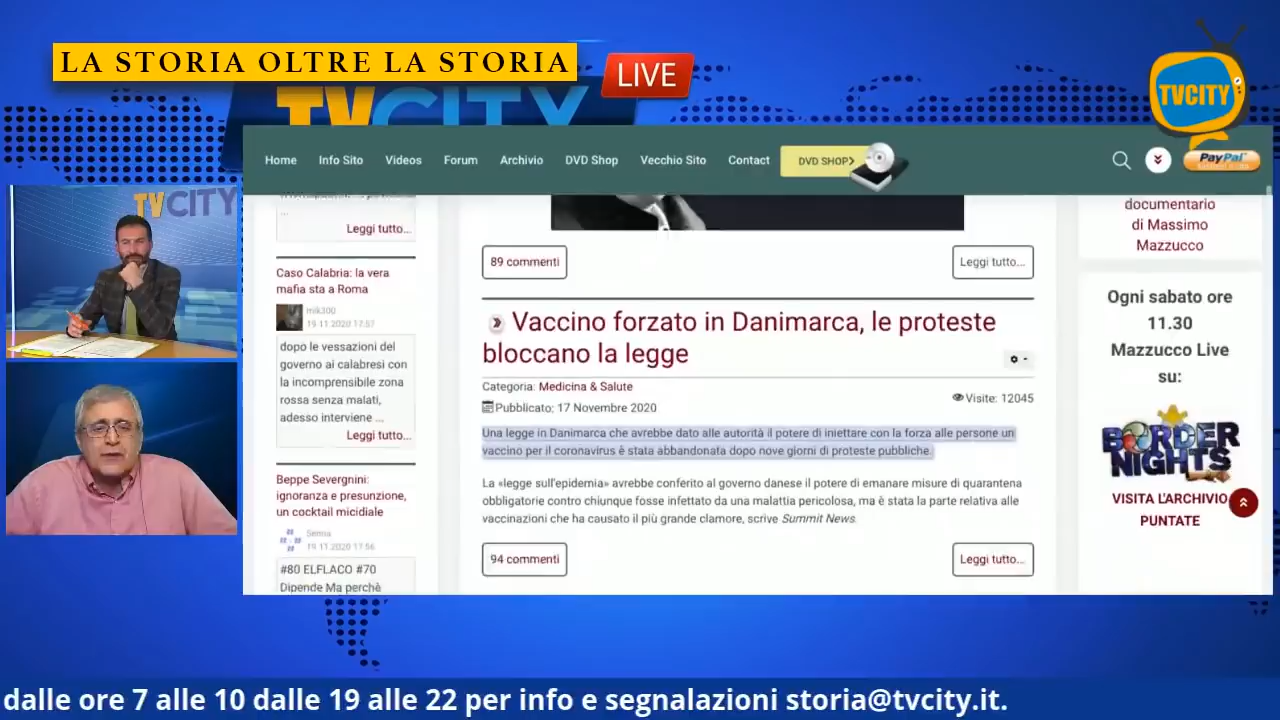 LA STORIA OLTRE LA STORIA
LIVE
TVCITY
TVCITY
Home Info Sito Videos Forum Archivio DVD Shop Vecchio Sito Contact DVD SHOP
PayPal
TVCITY
...
Leggi tutto...
Caso Calabria: la vera
mafia sta a Roma
mik300
19 11 2020 17:57
dopo le vessazioni del
governo ai calabresi con
la incomprensibile zona
rossa senza malati,
adesso interviene ...
Leggi tutto...
Beppe Severgnini:
ignoranza e presunzione,
un cocktail micidiale
Senna
19 11 2020 17:56
#80 ELFLACO #70
Dipende Ma perchè
89 commenti
Leggi tutto...
Vaccino forzato in Danimarca, le proteste
bloccano la legge
Categoria: Medicina & Salute
Pubblicato: 17 Novembre 2020
Visite: 12045
Una legge in Danimarca che avrebbe dato alle autorità il potere di iniettare con la forza alle persone un
vaccino per il coronavirus è stata abbandonata dopo nove giorni di proteste pubbliche.
La «legge sull'epidemia» avrebbe conferito al governo danese il potere di emanare misure di quarantena
obbligatorie contro chiunque fosse infettato da una malattia pericolosa, ma è stata la parte relativa alle
vaccinazioni che ha causato il più grande clamore, scrive Summit News.
94 commenti
Leggi tutto...
documentario
di Massimo
Mazzucco
Ogni sabato ore
11.30
Mazzucco Live
su:
BORDER
NIGHTS
VISITA L'ARCHIVIO
PUNTATE
dalle ore 7 alle 10 dalle 19 alle 22 per info e segnalazioni storia@tvcity.it.